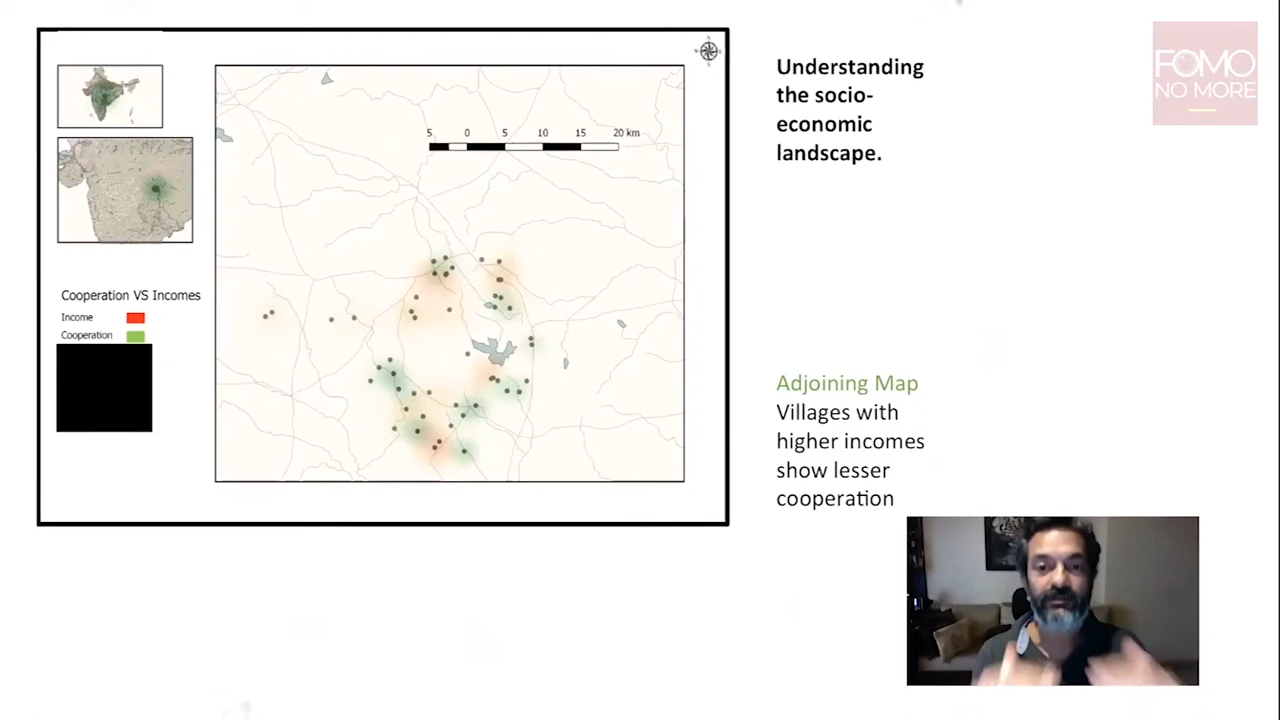 Understanding
the socio-
economic
landscape.
FOMO
NO MORE
5 0 5 10 15 20 km
Cooperation VS Incomes
Income
Cooperation
Adjoining Map
Villages with
higher incomes
show lesser
cooperation